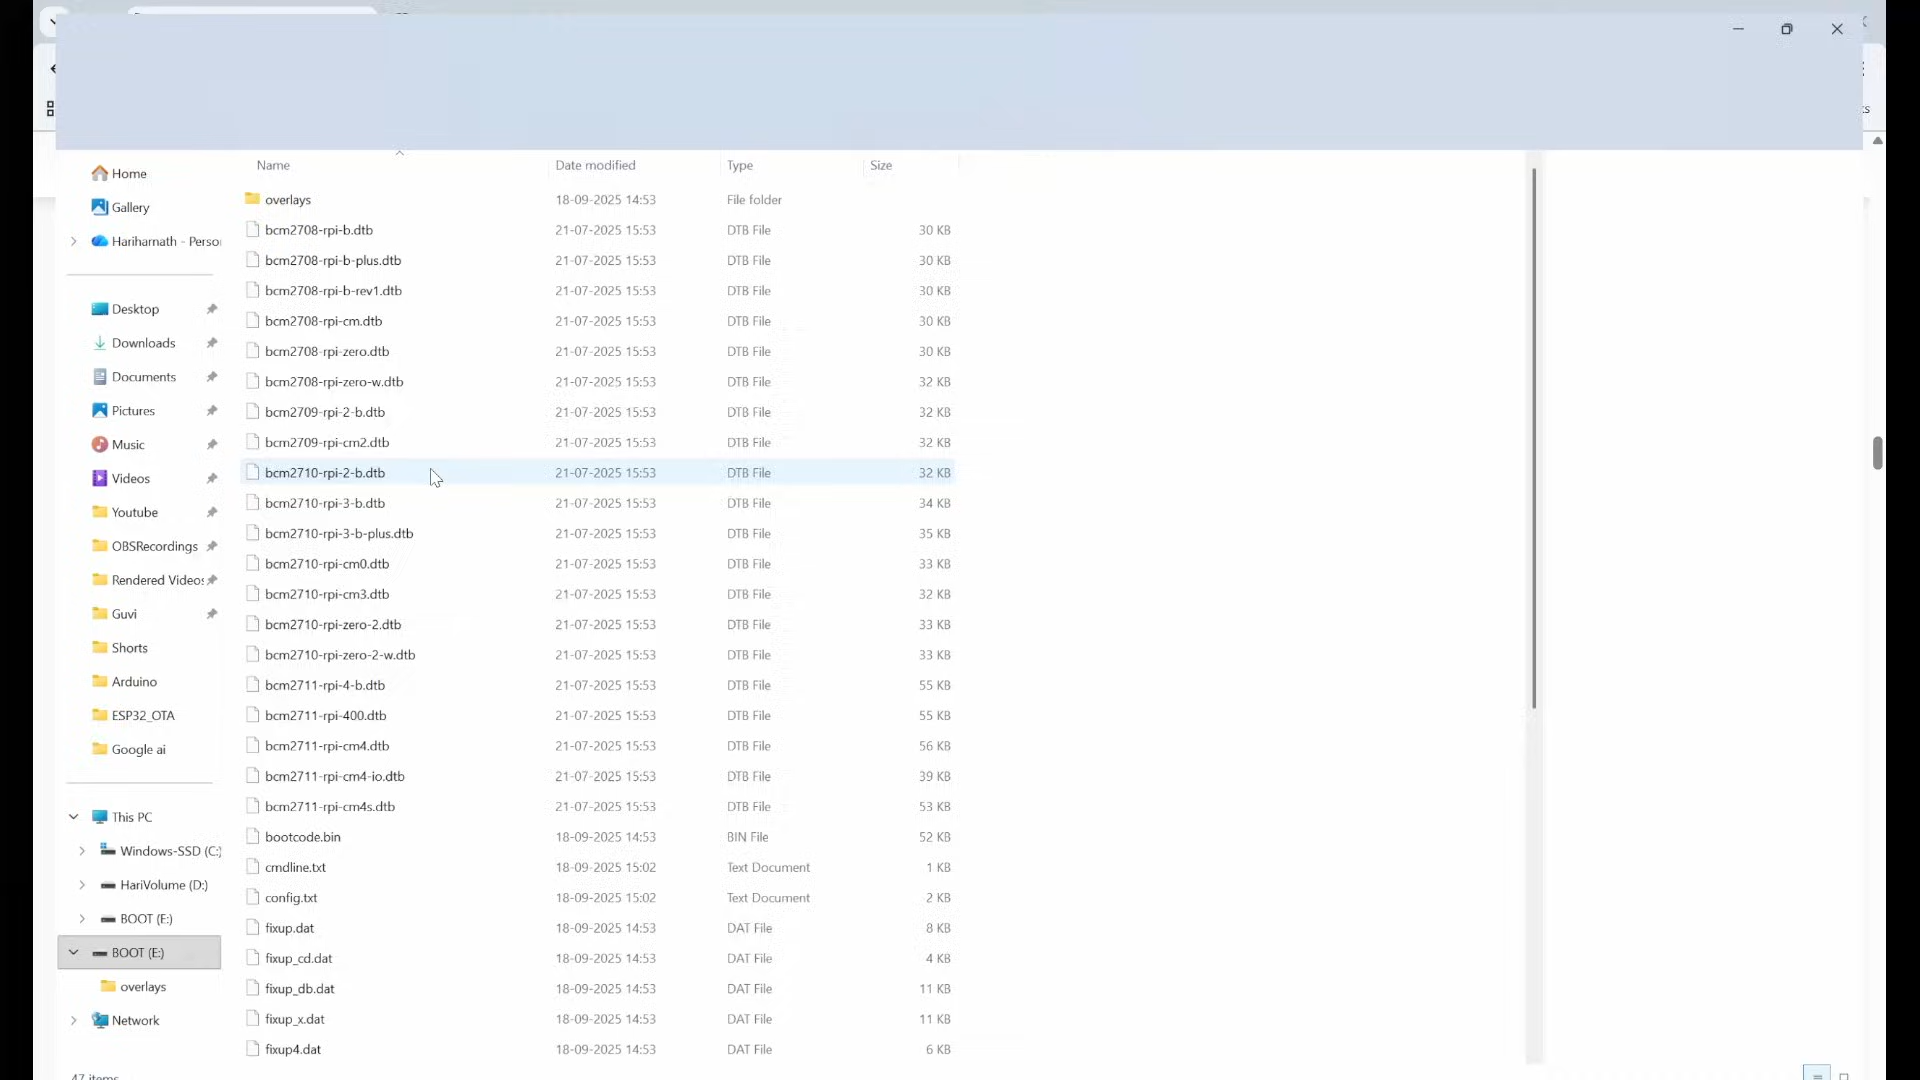 Name Date modified Type Size
Home
Gallery
Hariharnath - Perso
Desktop
Downloads
Documents
Pictures
Music
Videos
Youtube
OBSRecordings
Rendered Videos
Guvi
Shorts
Arduino
ESP32_OTA
Google ai
This PC
Windows-SSD (C:)
HariVolume (D:)
BOOT (E:)
BOOT (E:)
overlays
Network
overlays 18-09-2025 14:53 File folder
bcm2708-rpi-b.dtb 21-07-2025 15:53 DTB File 30 KB
bcm2708-rpi-b-plus.dtb 21-07-2025 15:53 DTB File 30 KB
bcm2708-rpi-b-rev1.dtb 21-07-2025 15:53 DTB File 30 KB
bcm2708-rpi-cm.dtb 21-07-2025 15:53 DTB File 30 KB
bcm2708-rpi-zero.dtb 21-07-2025 15:53 DTB File 30 KB
bcm2708-rpi-zero-w.dtb 21-07-2025 15:53 DTB File 32 KB
bcm2709-rpi-2-b.dtb 21-07-2025 15:53 DTB File 32 KB
bcm2709-rpi-cm2.dtb 21-07-2025 15:53 DTB File 32 KB
bcm2710-rpi-2-b.dtb 21-07-2025 15:53 DTB File 32 KB
bcm2710-rpi-3-b.dtb 21-07-2025 15:53 DTB File 34 KB
bcm2710-rpi-3-b-plus.dtb 21-07-2025 15:53 DTB File 35 KB
bcm2710-rpi-cm0.dtb 21-07-2025 15:53 DTB File 33 KB
bcm2710-rpi-cm3.dtb 21-07-2025 15:53 DTB File 32 KB
bcm2710-rpi-zero-2.dtb 21-07-2025 15:53 DTB File 33 KB
bcm2710-rpi-zero-2-w.dtb 21-07-2025 15:53 DTB File 33 KB
bcm2711-rpi-4-b.dtb 21-07-2025 15:53 DTB File 55 KB
bcm2711-rpi-400.dtb 21-07-2025 15:53 DTB File 55 KB
bcm2711-rpi-cm4.dtb 21-07-2025 15:53 DTB File 56 KB
bcm2711-rpi-cm4-io.dtb 21-07-2025 15:53 DTB File 39 KB
bcm2711-rpi-cm4s.dtb 21-07-2025 15:53 DTB File 53 KB
bootcode.bin 18-09-2025 14:53 BIN File 52 KB
cmdline.txt 18-09-2025 15:02 Text Document 1 KB
config.txt 18-09-2025 15:02 Text Document 2 KB
fixup.dat 18-09-2025 14:53 DAT File 8 KB
fixup_cd.dat 18-09-2025 14:53 DAT File 4 KB
fixup_db.dat 18-09-2025 14:53 DAT File 11 KB
fixup_x.dat 18-09-2025 14:53 DAT File 11 KB
fixup4.dat 18-09-2025 14:53 DAT File 6 KB
47 items